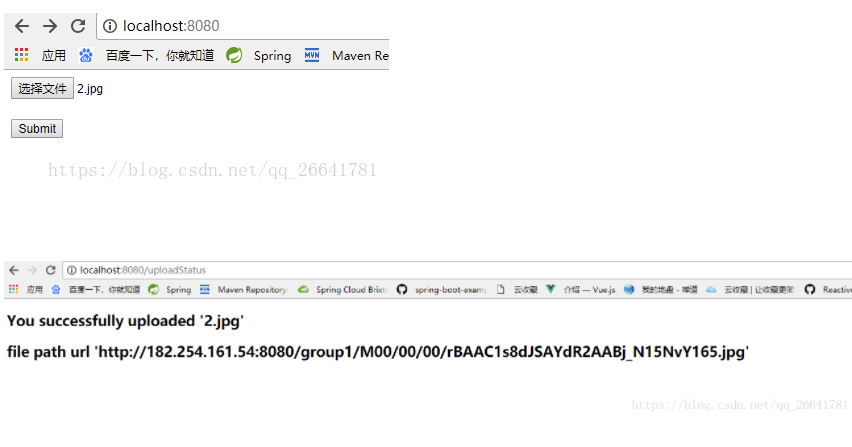 localhost:8080
应用 百度一下，你就知道 Spring MVN Maven Re
选择文件 2.jpg
Submit
https://blog.csdn.net/qq_26641781
localhost:8080/uploadStatus
应用 百度一下，你就知道 Spring MVN Maven Repository: Spring Cloud Brixt: spring-boot-exam 云收藏 介绍 — Vue.js 我的地盘 - 禅道 云收藏 | 让收藏更简 Reactive
You successfully uploaded '2.jpg'
file path url 'http://182.254.161.54:8080/group1/M00/00/00/rBAAC1s8dJSAYdR2AABj_N15NvY165.jpg'
https://blog.csdn.net/qq_26641781